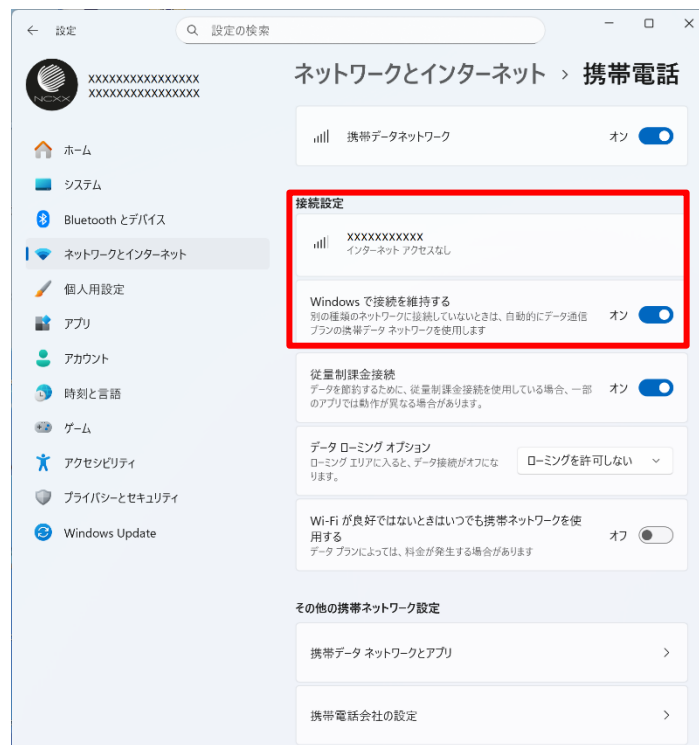 設定
設定の検索
NCXX
XXXXXXXXXXXXXXXX
XXXXXXXXXXXXXXXX
ホーム
システム
Bluetooth とデバイス
ネットワークとインターネット
個人用設定
アプリ
アカウント
時刻と言語
ゲーム
アクセシビリティ
プライバシーとセキュリティ
Windows Update
ネットワークとインターネット › 携帯電話
携帯データネットワーク
オン
接続設定
XXXXXXXXXXX
インターネット アクセスなし
Windows で接続を維持する
別の種類のネットワークに接続していないときは、自動的にデータ通信
プランの携帯データ ネットワークを使用します
オン
従量制課金接続
データを節約するために、従量制課金接続を使用している場合、一部
のアプリでは動作が異なる場合があります。
オン
データ ローミング オプション
ローミング エリアに入ると、データ接続がオフにな
ります。
ローミングを許可しない
Wi-Fi が良好ではないときはいつでも携帯ネットワークを使
用する
データ プランによっては、料金が発生する場合があります
オフ
その他の携帯ネットワーク設定
携帯データ ネットワークとアプリ
携帯電話会社の設定